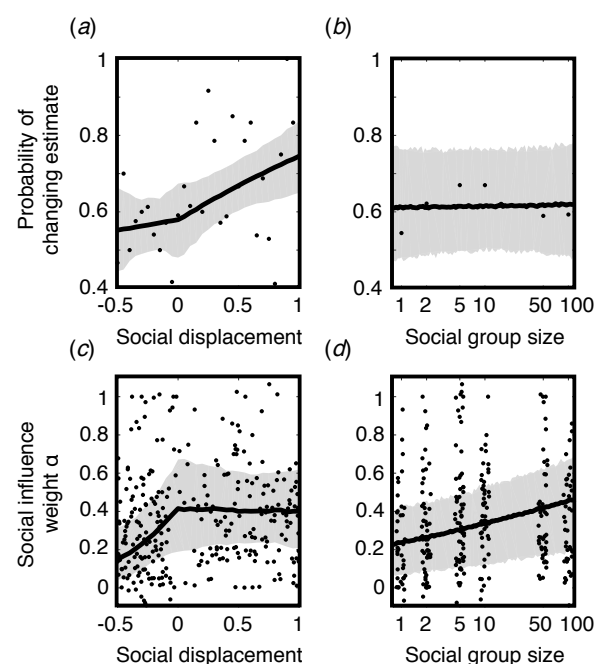 (a)
(b)
Probability of
changing estimate
1
0.8
0.6
0.4
-0.5 0 0.5 1
Social displacement
1
0.8
0.6
0.4
1 2 5 10 50 100
Social group size
(c)
(d)
Social influence
weight α
1
0.8
0.6
0.4
0.2
0
-0.5 0 0.5 1
Social displacement
1
0.8
0.6
0.4
0.2
0
1 2 5 10 50 100
Social group size